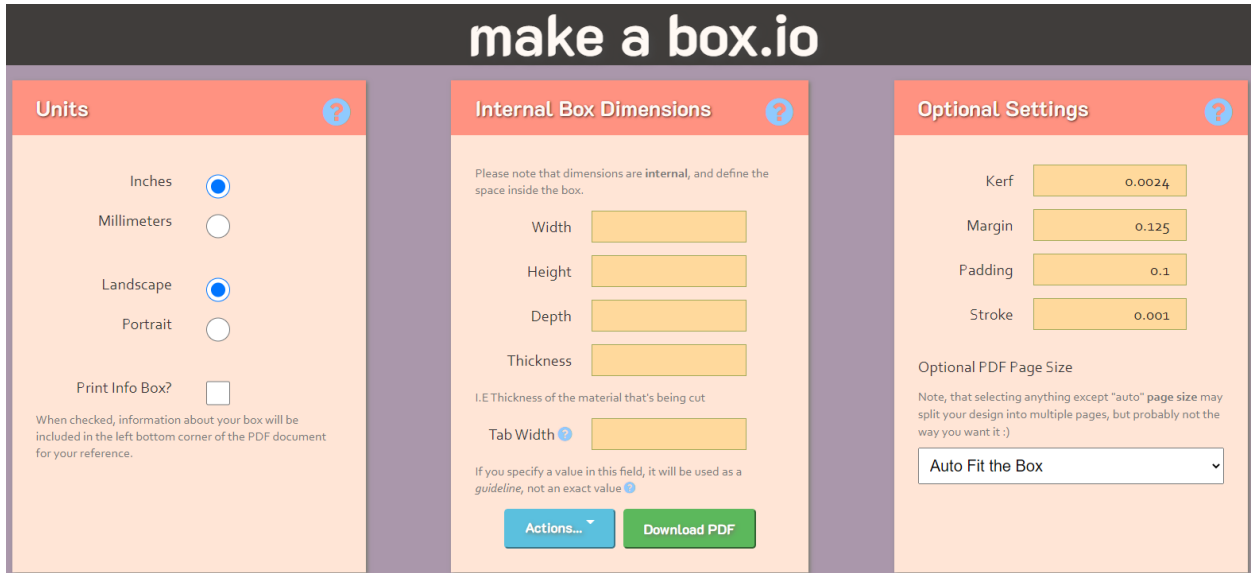 make a box.io
Units
?
Inches
Millimeters
Landscape
Portrait
Print Info Box?
When checked, information about your box will be
included in the left bottom corner of the PDF document
for your reference.
Internal Box Dimensions
?
Please note that dimensions are internal, and define the
space inside the box.
Width
Height
Depth
Thickness
I.E Thickness of the material that's being cut
Tab Width ?
If you specify a value in this field, it will be used as a
guideline, not an exact value ?
Actions...
Download PDF
Optional Settings
?
Kerf 0.0024
Margin 0.125
Padding 0.1
Stroke 0.001
Optional PDF Page Size
Note, that selecting anything except "auto" page size may
split your design into multiple pages, but probably not the
way you want it :)
Auto Fit the Box